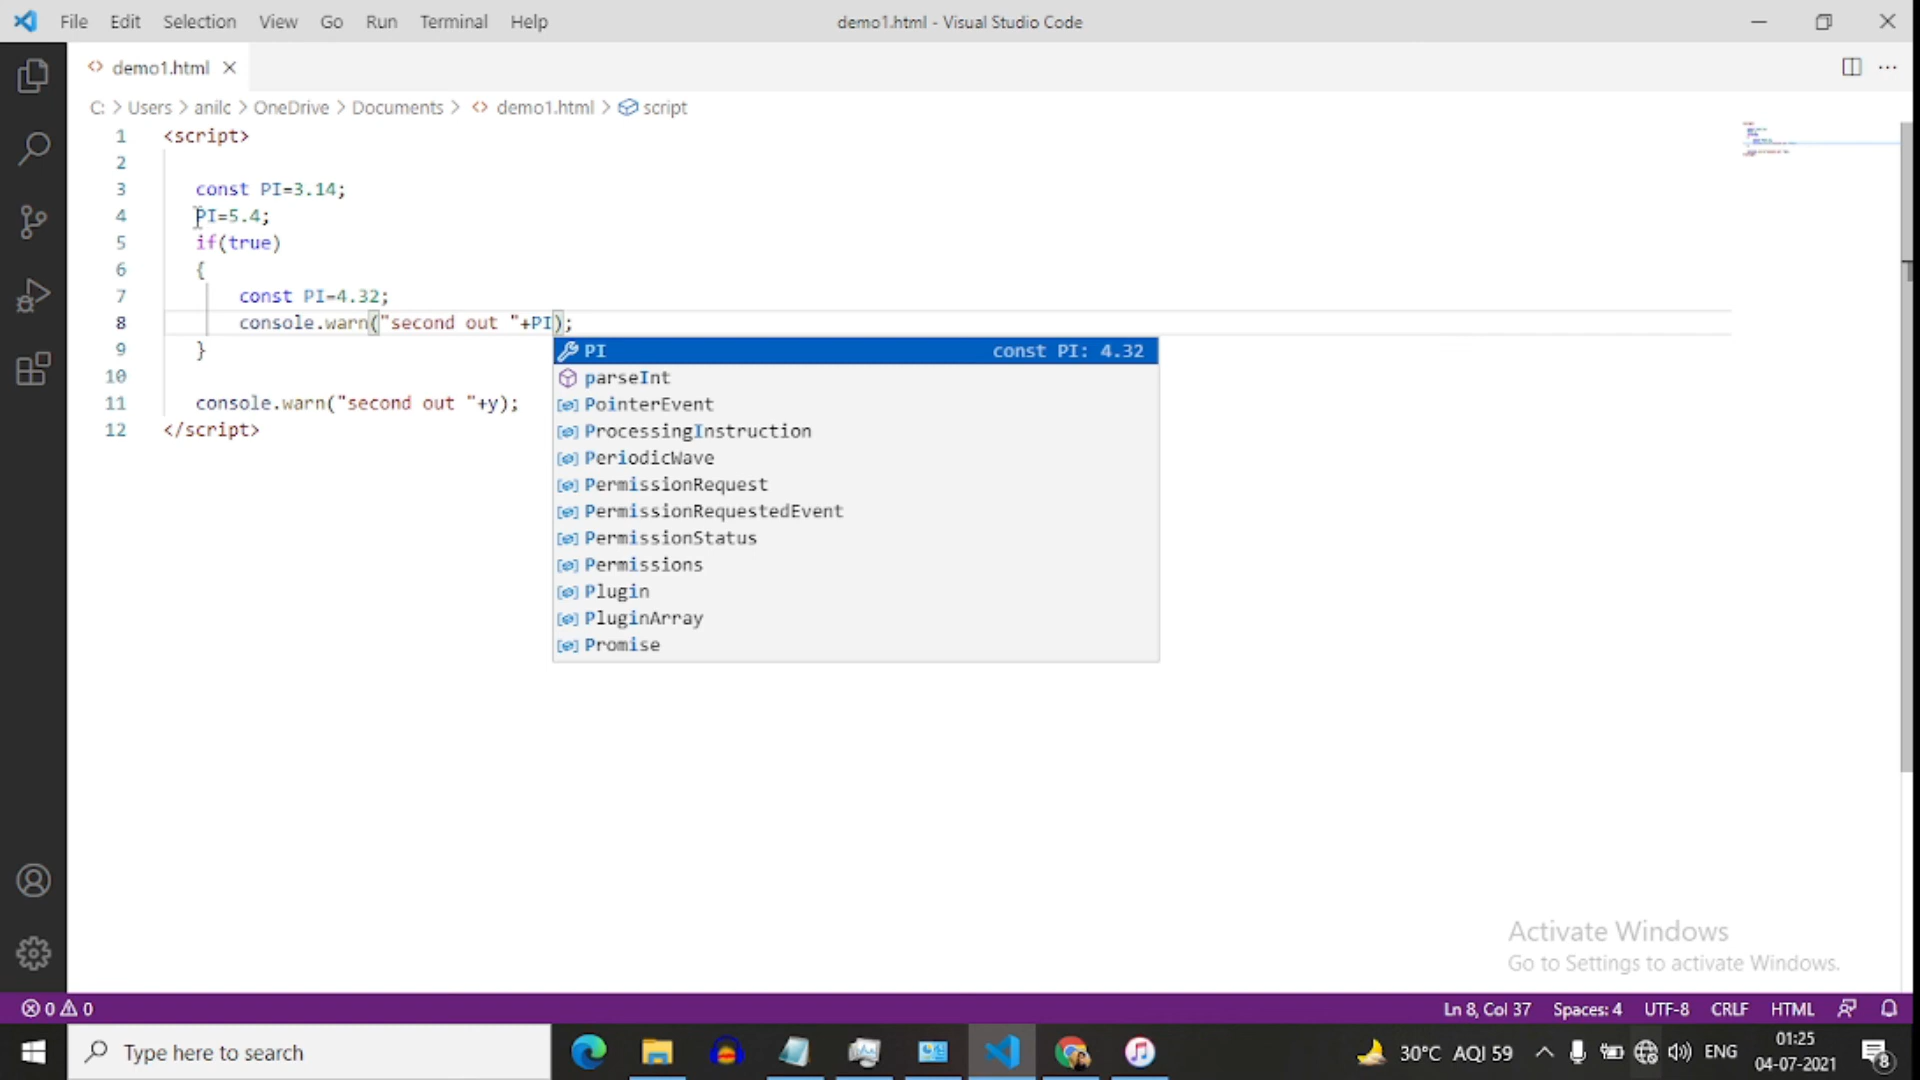 File Edit Selection View Go Run Terminal Help demo1.html - Visual Studio Code
demo1.html
C: > Users > anilc > OneDrive > Documents > demo1.html > script
1 <script>
2
3 const PI=3.14;
4 PI=5.4;
5 if(true)
6 {
7 const PI=4.32;
8 console.warn("second out "+PI);
9 }
PI const PI: 4.32
10
parseInt
11 console.warn("second out "+y);
PointerEvent
12 </script>
ProcessingInstruction
PeriodicWave
PermissionRequest
PermissionRequestedEvent
PermissionStatus
Permissions
Plugin
PluginArray
Promise
Activate Windows
Go to Settings to activate Windows.
0 0 Ln 8, Col 37 Spaces: 4 UTF-8 CRLF HTML
Type here to search 30°C AQI 59 ENG 01:25
04-07-2021 8